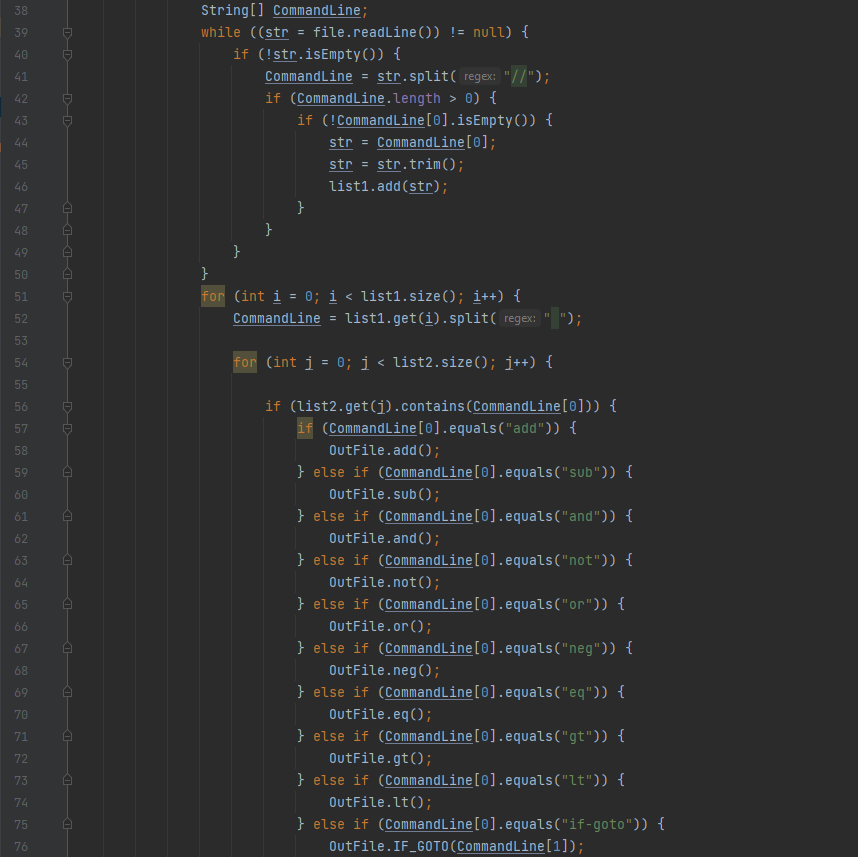 38 String[] CommandLine;
39 while ((str = file.readLine()) != null) {
40 if (!str.isEmpty()) {
41 CommandLine = str.split( regex: "//");
42 if (CommandLine.length > 0) {
43 if (!CommandLine[0].isEmpty()) {
44 str = CommandLine[0];
45 str = str.trim();
46 list1.add(str);
47 }
48 }
49 }
50 }
51 for (int i = 0; i < list1.size(); i++) {
52 CommandLine = list1.get(i).split( regex: " ");
53
54 for (int j = 0; j < list2.size(); j++) {
55
56 if (list2.get(j).contains(CommandLine[0])) {
57 if (CommandLine[0].equals("add")) {
58 OutFile.add();
59 } else if (CommandLine[0].equals("sub")) {
60 OutFile.sub();
61 } else if (CommandLine[0].equals("and")) {
62 OutFile.and();
63 } else if (CommandLine[0].equals("not")) {
64 OutFile.not();
65 } else if (CommandLine[0].equals("or")) {
66 OutFile.or();
67 } else if (CommandLine[0].equals("neg")) {
68 OutFile.neg();
69 } else if (CommandLine[0].equals("eq")) {
70 OutFile.eq();
71 } else if (CommandLine[0].equals("gt")) {
72 OutFile.gt();
73 } else if (CommandLine[0].equals("lt")) {
74 OutFile.lt();
75 } else if (CommandLine[0].equals("if-goto")) {
76 OutFile.IF_GOTO(CommandLine[1]);